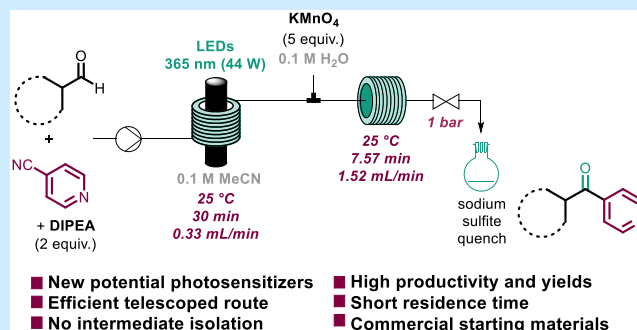 KMnO4
(5 equiv.)
0.1 M H2O
LEDs
365 nm (44 W)
O
H
+
NC
N
+ DIPEA
(2 equiv.)
0.1 M MeCN
25 °C
30 min
0.33 mL/min
25 °C
7.57 min
1.52 mL/min
1 bar
sodium
sulfite
quench
O
New potential photosensitizers
Efficient telescoped route
No intermediate isolation
High productivity and yields
Short residence time
Commercial starting materials